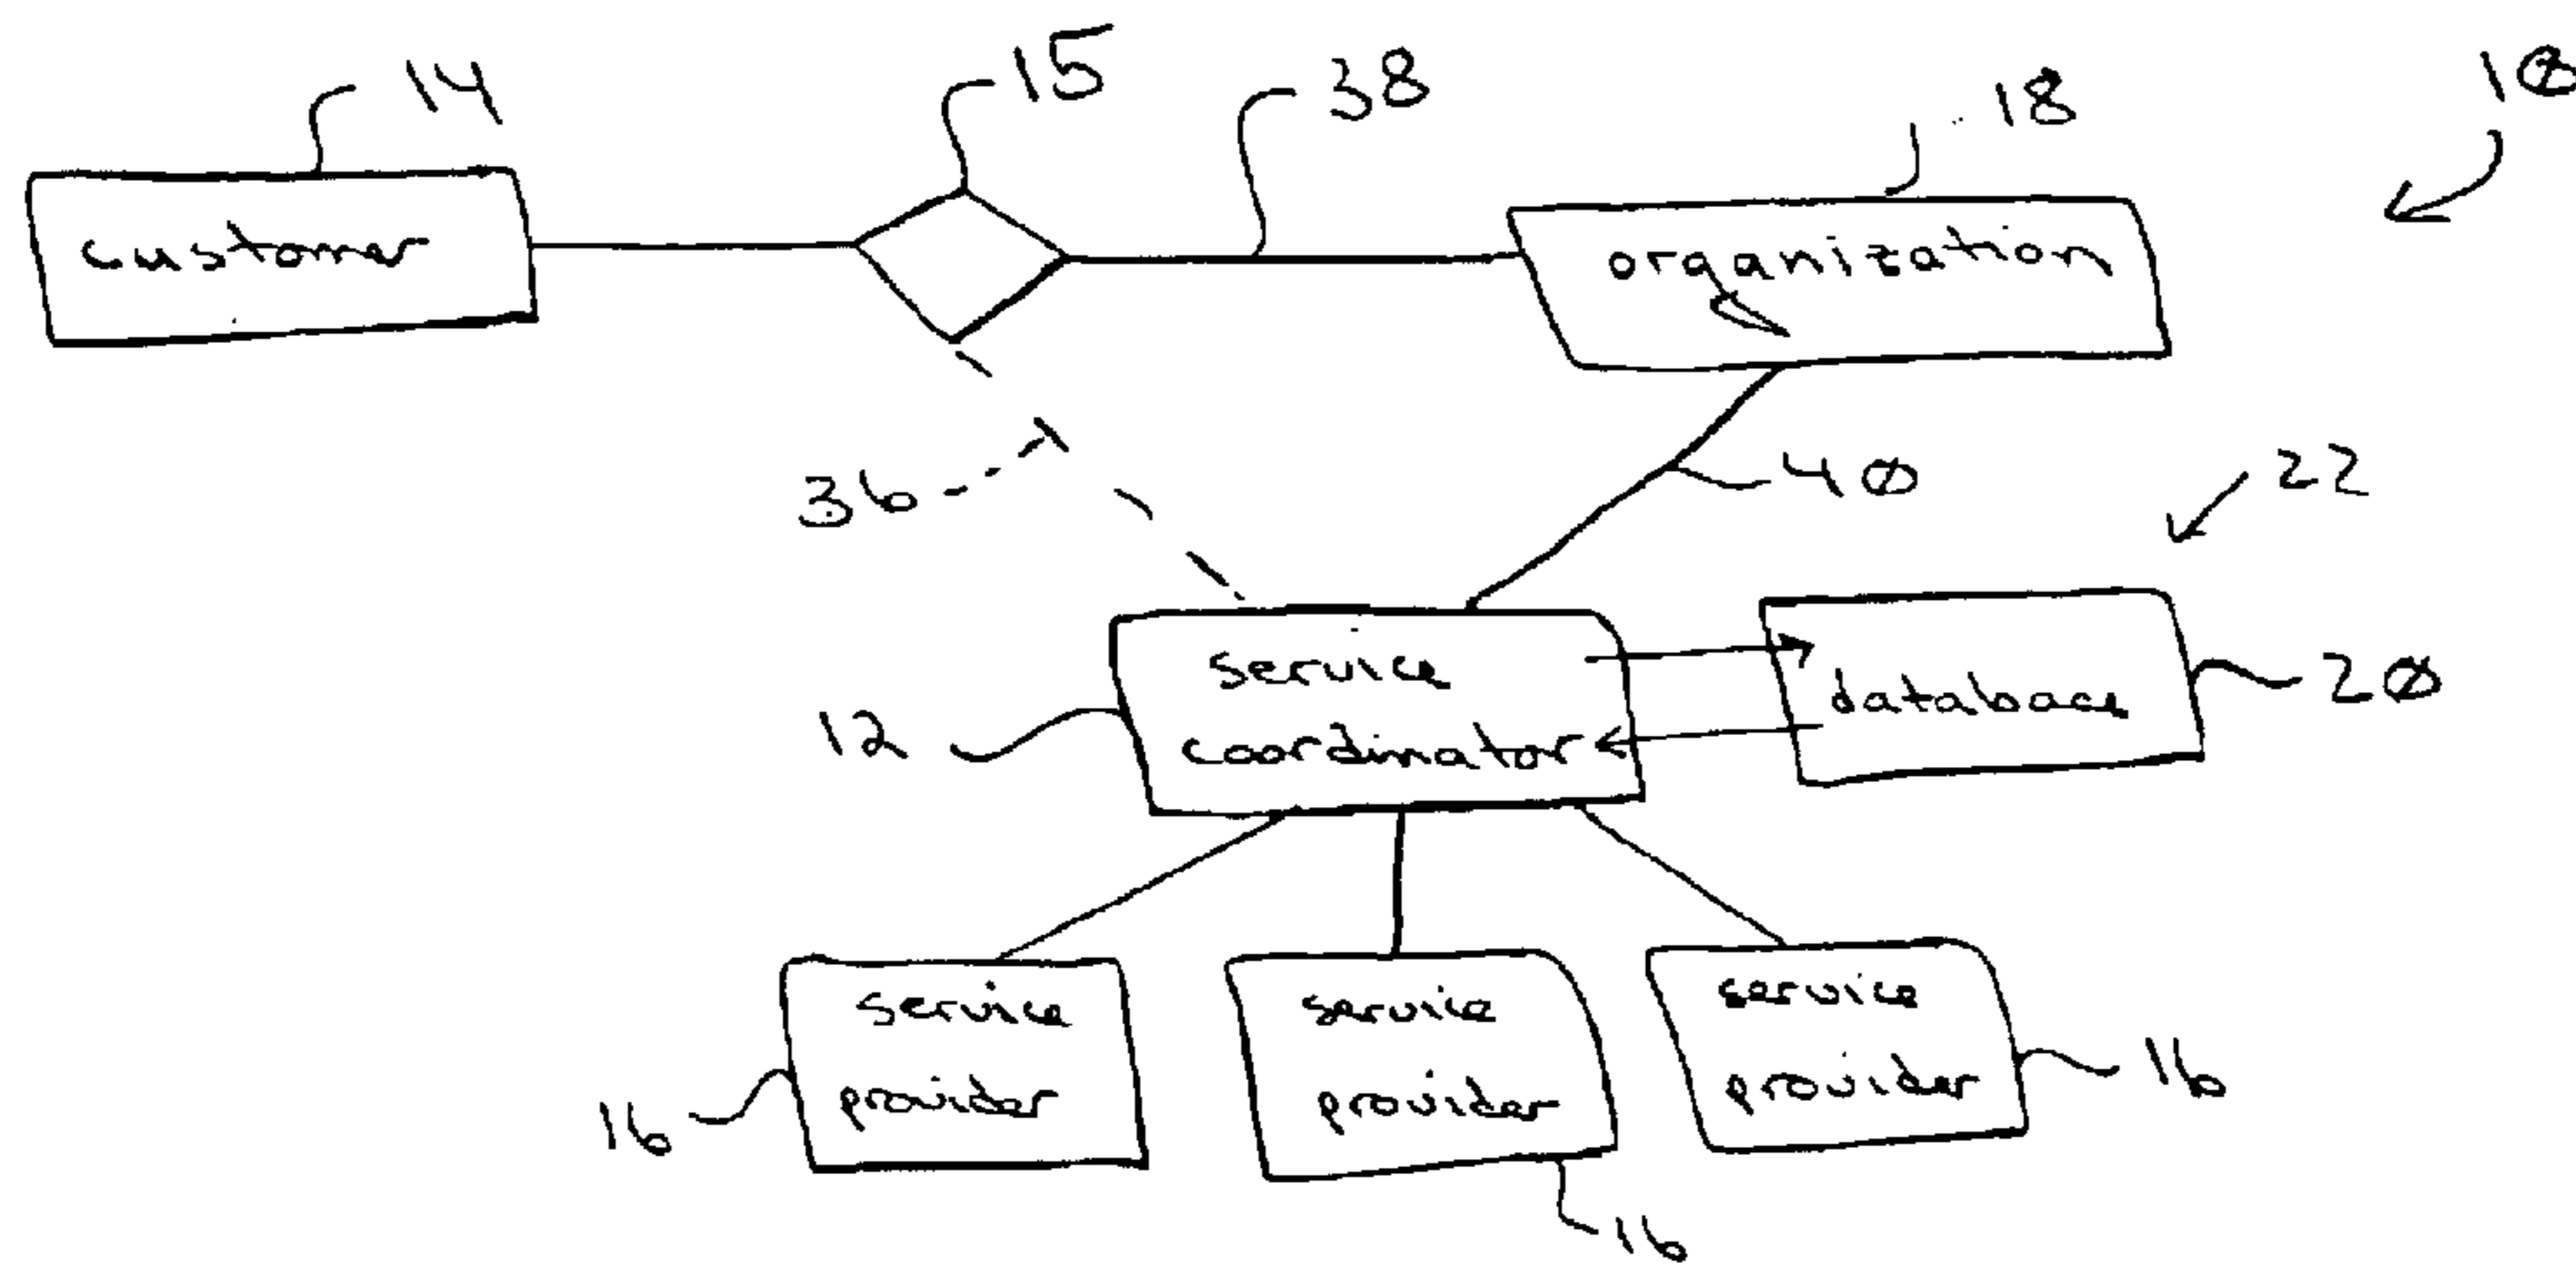 14
15
38
18
10
customer
organization
36
40
22
service
coordinator
database
12
20
service
provider
service
provider
service
provider
16
16
16